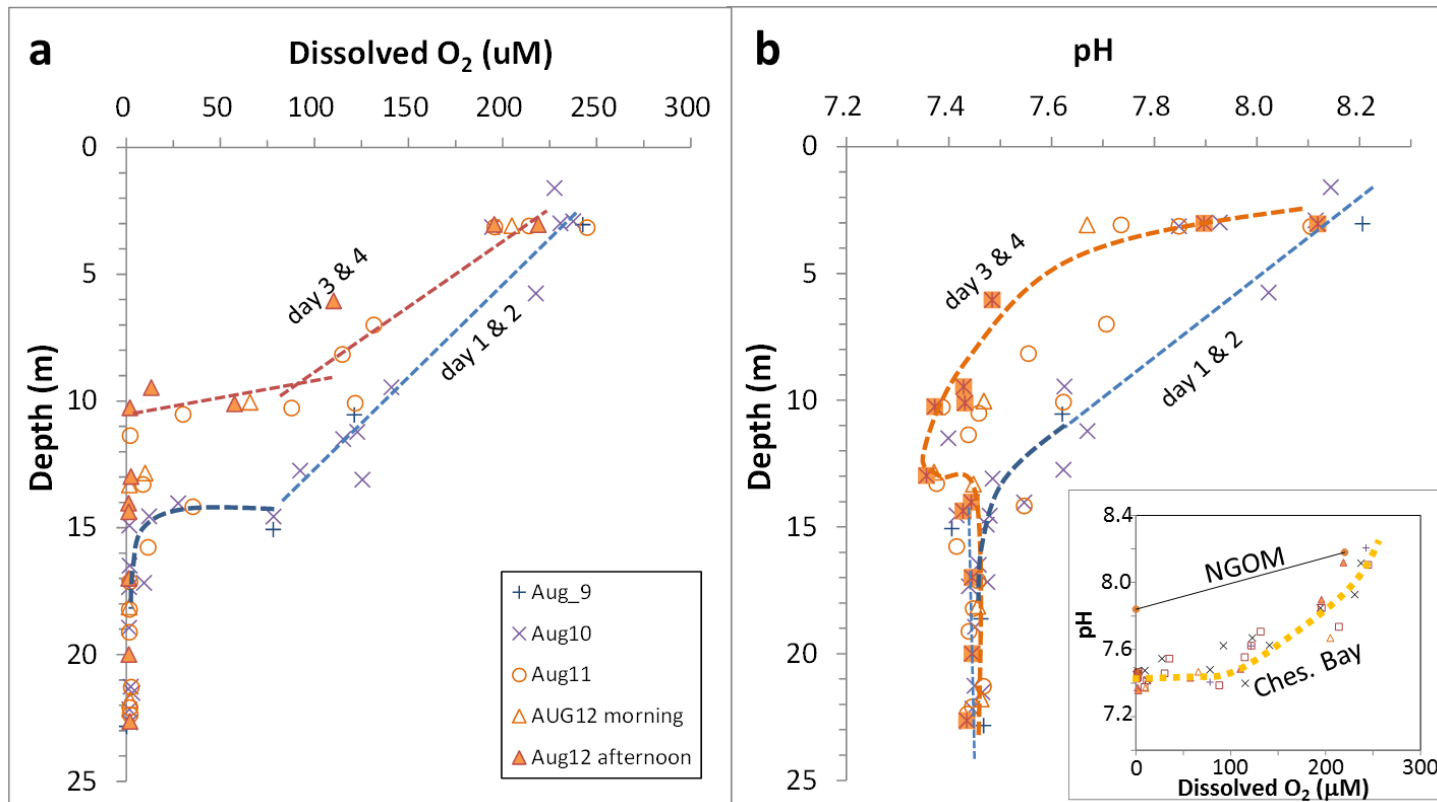 a
Dissolved O2 (uM)
0 50 100 150 200 250 300
0
5
10
15
20
25
Depth (m)
day 3 & 4
day 1 & 2
Aug_9
Aug10
Aug11
AUG12 morning
Aug12 afternoon
b
pH
7.2 7.4 7.6 7.8 8.0 8.2
0
5
10
15
20
25
Depth (m)
day 3 & 4
day 1 & 2
8.4
8.0
7.6
7.2
pH
NGOM
Ches. Bay
0 100 200 300
Dissolved O2 (µM)